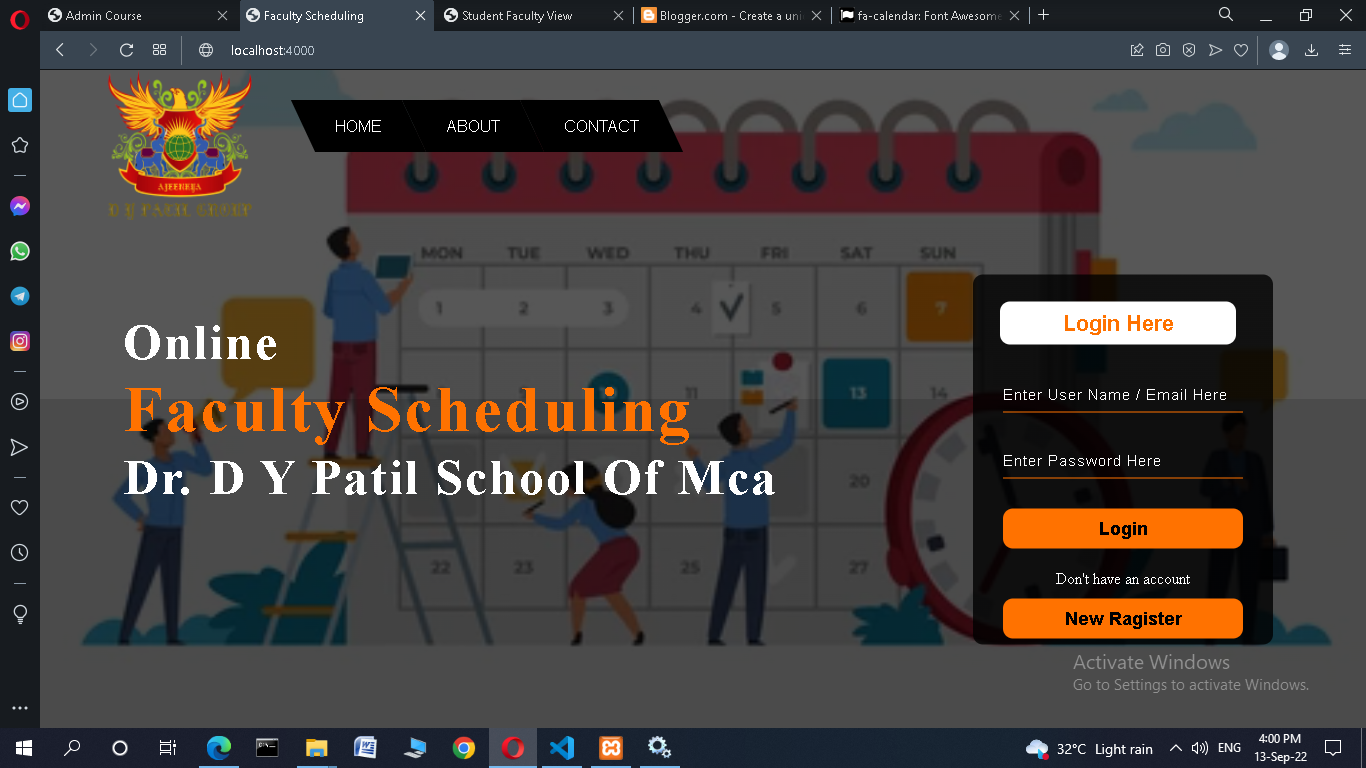 Admin Course
Faculty Scheduling
Student Faculty View
Blogger.com - Create a uni
fa-calendar: Font Awesome
localhost:4000
AJEENKYA
D Y PATIL GROUP
HOME
ABOUT
CONTACT
MON TUE WED THU FRI SAT SUN
1 2 3 4 5 6 7
11 13 14
20
22 23 25 27
Online
Faculty Scheduling
Dr. D Y Patil School Of Mca
Login Here
Enter User Name / Email Here
Enter Password Here
Login
Don't have an account
New Ragister
Activate Windows
Go to Settings to activate Windows.
32°C Light rain
ENG
4:00 PM
13-Sep-22